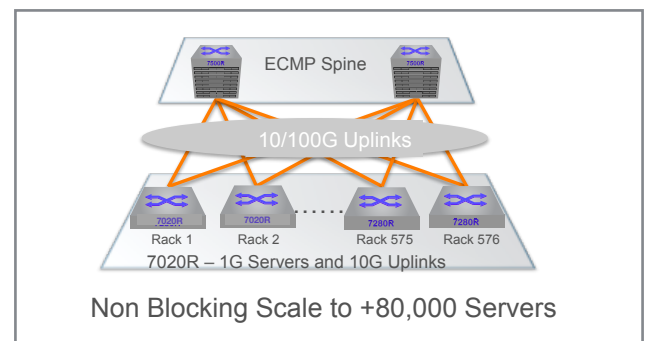 7500R
ECMP Spine
7500R
10/100G Uplinks
7020R
7020R
......
7280R
7280R
Rack 1
Rack 2
Rack 575
Rack 576
7020R – 1G Servers and 10G Uplinks
Non Blocking Scale to +80,000 Servers